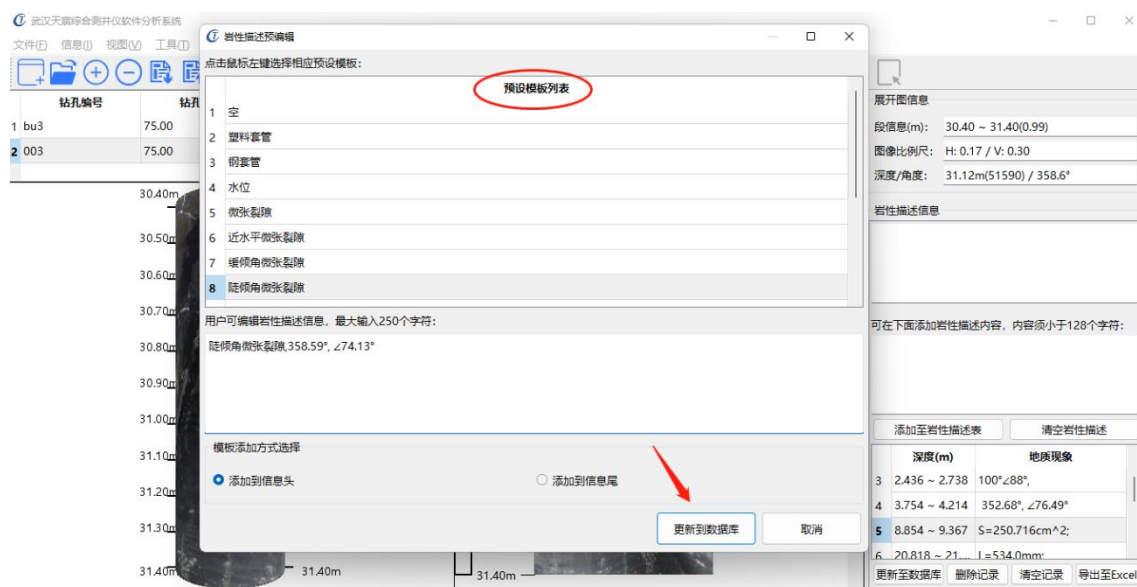 武汉天宸综合测井仪软件分析系统
文件(F) 信息(I) 视图(V) 工具(T)
钻孔编号 钻孔
1 bu3 75.00
2 003 75.00
30.40m
30.50m
30.60m
30.70m
30.80m
30.90m
31.00m
31.10m
31.20m
31.30m
31.40m
31.40m
31.40m
岩性描述预编辑
点击鼠标左键选择相应预设模板：
预设模板列表
1 空
2 塑料套管
3 钢套管
4 水位
5 微张裂隙
6 近水平微张裂隙
7 缓倾角微张裂隙
8 陡倾角微张裂隙
用户可编辑岩性描述信息，最大输入250个字符：
陡倾角微张裂隙,358.59°, ∠74.13°
模板添加方式选择
添加到信息头 添加到信息尾
更新到数据库 取消
展开图信息
段信息(m)： 30.40 ~ 31.40(0.99)
图像比例尺： H: 0.17 / V: 0.30
深度/角度： 31.12m(51590) / 358.6°
岩性描述信息
可在下面添加岩性描述内容，内容须小于128个字符：
添加至岩性描述表 清空岩性描述
深度(m) 地质现象
3 2.436 ~ 2.738 100°∠88°,
4 3.754 ~ 4.214 352.68°, ∠76.49°
5 8.854 ~ 9.367 S=250.716cm^2;
6 20.818 ~ 21.... L=534.0mm;
更新至数据库 删除记录 清空记录 导出至Excel